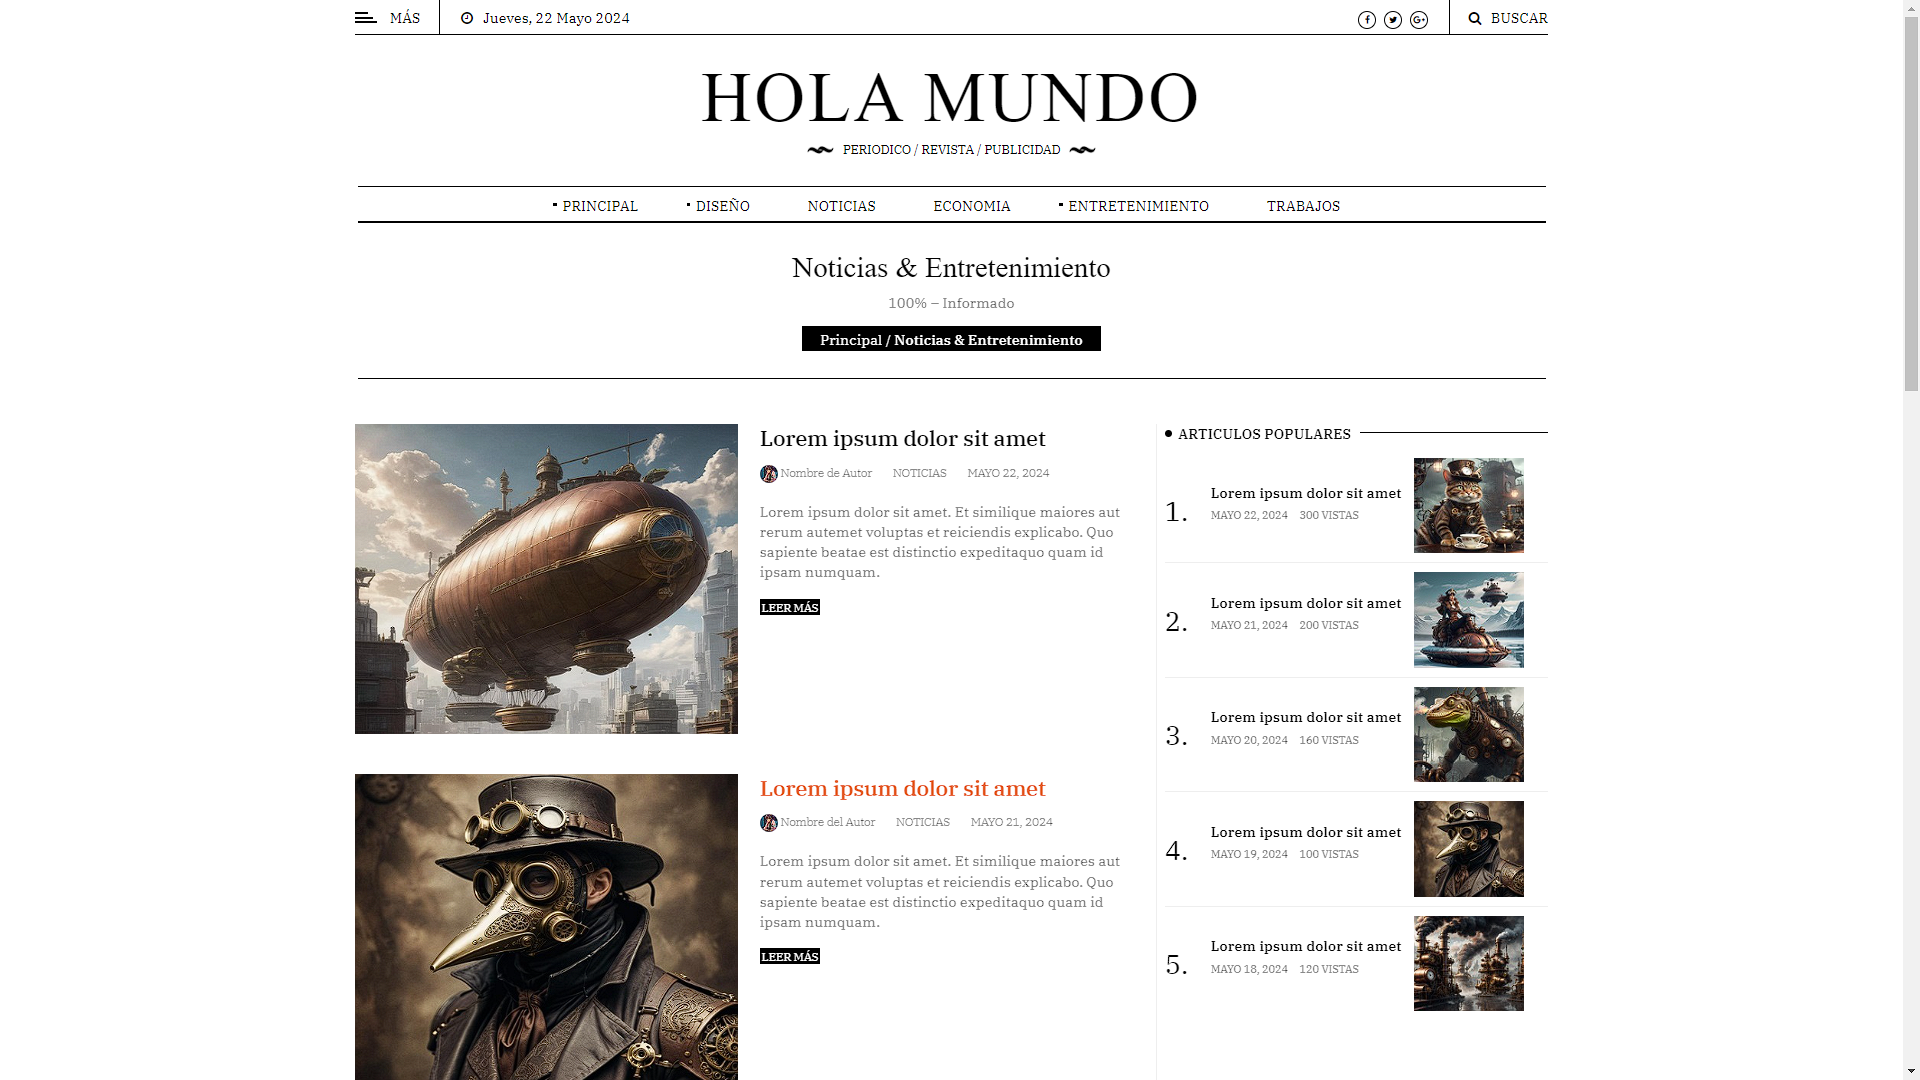 MÁS
Jueves, 22 Mayo 2024
BUSCAR
HOLA MUNDO
PERIODICO / REVISTA / PUBLICIDAD
PRINCIPAL
DISEÑO
NOTICIAS
ECONOMIA
ENTRETENIMIENTO
TRABAJOS
Noticias & Entretenimiento
100% – Informado
Principal / Noticias & Entretenimiento
Lorem ipsum dolor sit amet
Nombre de Autor NOTICIAS MAYO 22, 2024
Lorem ipsum dolor sit amet. Et similique maiores aut
rerum autemet voluptas et reiciendis explicabo. Quo
sapiente beatae est distinctio expeditaquo quam id
ipsam numquam.
LEER MÁS
Lorem ipsum dolor sit amet
Nombre del Autor NOTICIAS MAYO 21, 2024
Lorem ipsum dolor sit amet. Et similique maiores aut
rerum autemet voluptas et reiciendis explicabo. Quo
sapiente beatae est distinctio expeditaquo quam id
ipsam numquam.
LEER MÁS
ARTICULOS POPULARES
1.
Lorem ipsum dolor sit amet
MAYO 22, 2024 300 VISTAS
2.
Lorem ipsum dolor sit amet
MAYO 21, 2024 200 VISTAS
3.
Lorem ipsum dolor sit amet
MAYO 20, 2024 160 VISTAS
4.
Lorem ipsum dolor sit amet
MAYO 19, 2024 100 VISTAS
5.
Lorem ipsum dolor sit amet
MAYO 18, 2024 120 VISTAS